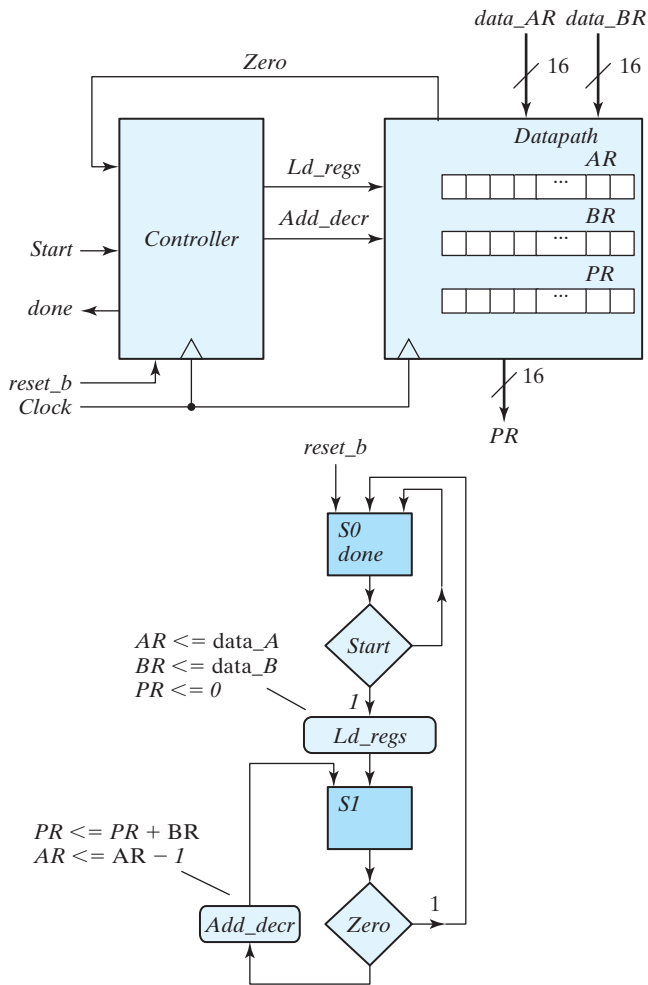 data_AR data_BR
16 16
Zero
Datapath
AR
...
Ld_regs
Controller
Add_decr
BR
...
Start
PR
...
done
reset_b
Clock
16
PR
reset_b
S0
done
Start
AR <= data_A
BR <= data_B
PR <= 0
1
Ld_regs
S1
PR <= PR + BR
AR <= AR − 1
1
Add_decr
Zero